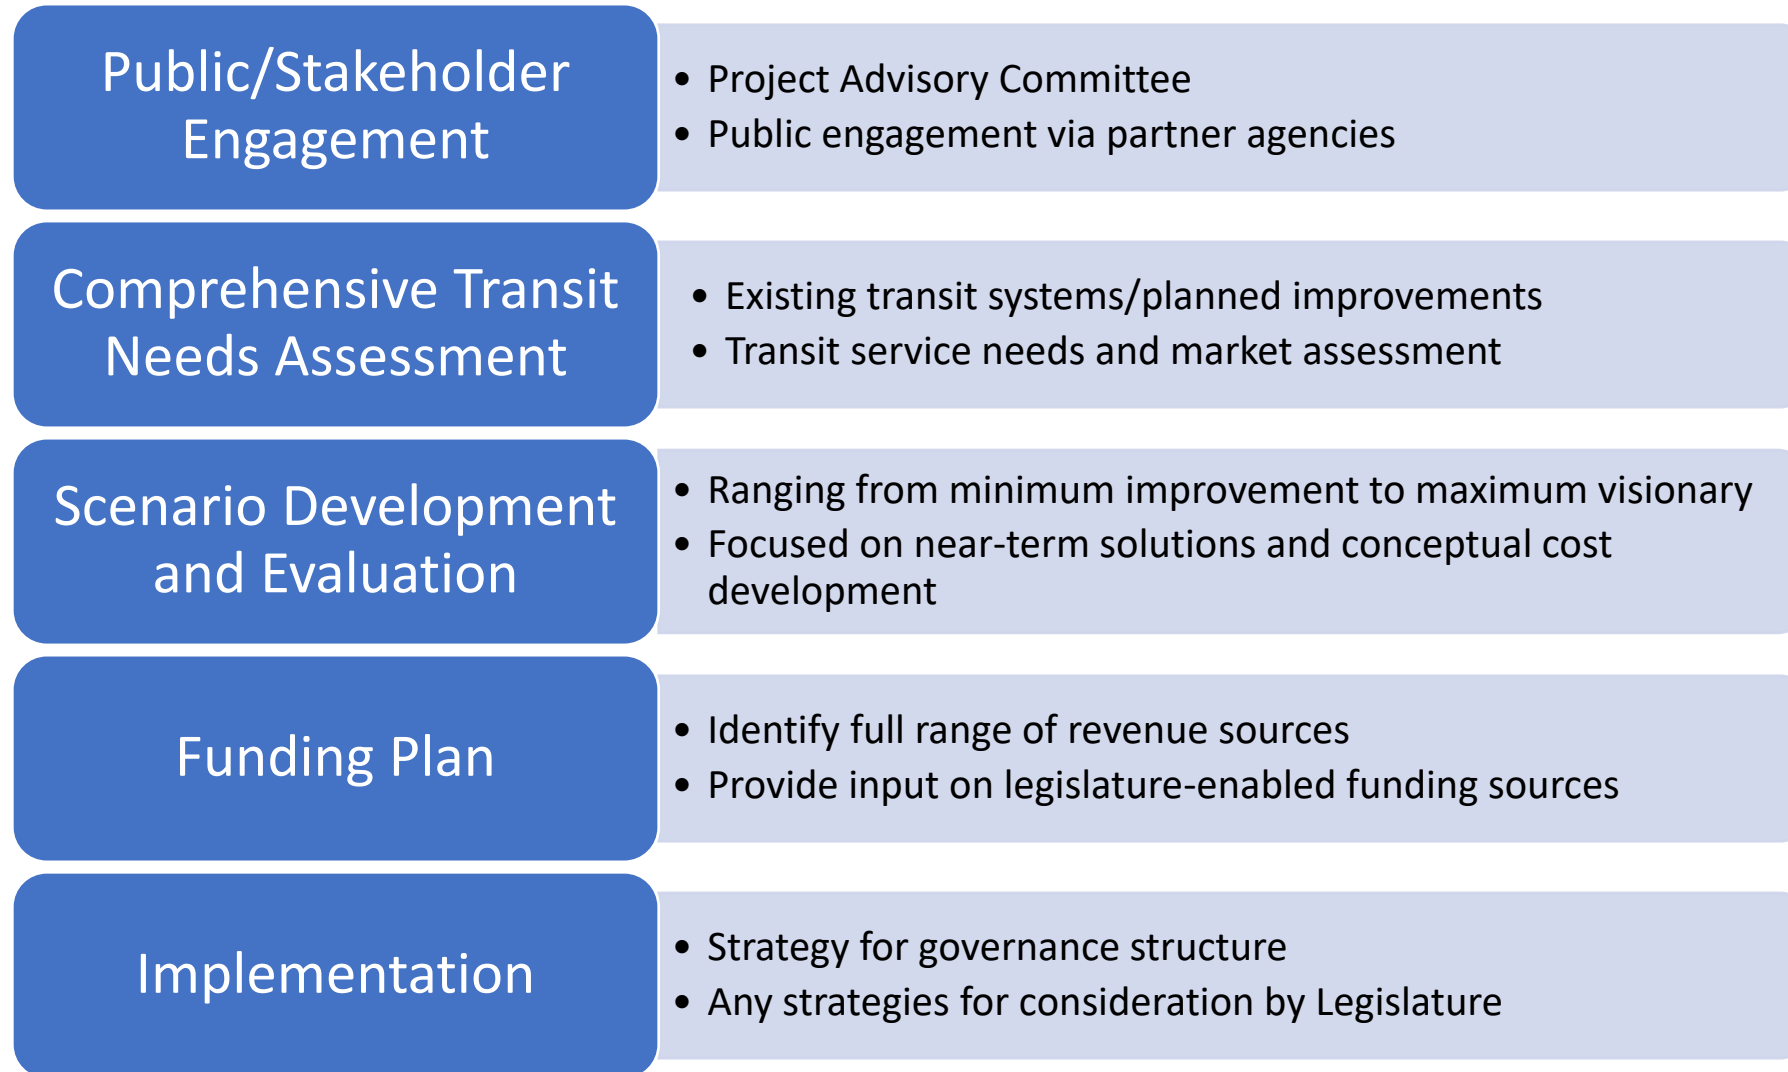 Public/Stakeholder
Engagement
• Project Advisory Committee
• Public engagement via partner agencies
Comprehensive Transit
Needs Assessment
• Existing transit systems/planned improvements
• Transit service needs and market assessment
Scenario Development
and Evaluation
• Ranging from minimum improvement to maximum visionary
• Focused on near-term solutions and conceptual cost
development
Funding Plan
• Identify full range of revenue sources
• Provide input on legislature-enabled funding sources
Implementation
• Strategy for governance structure
• Any strategies for consideration by Legislature